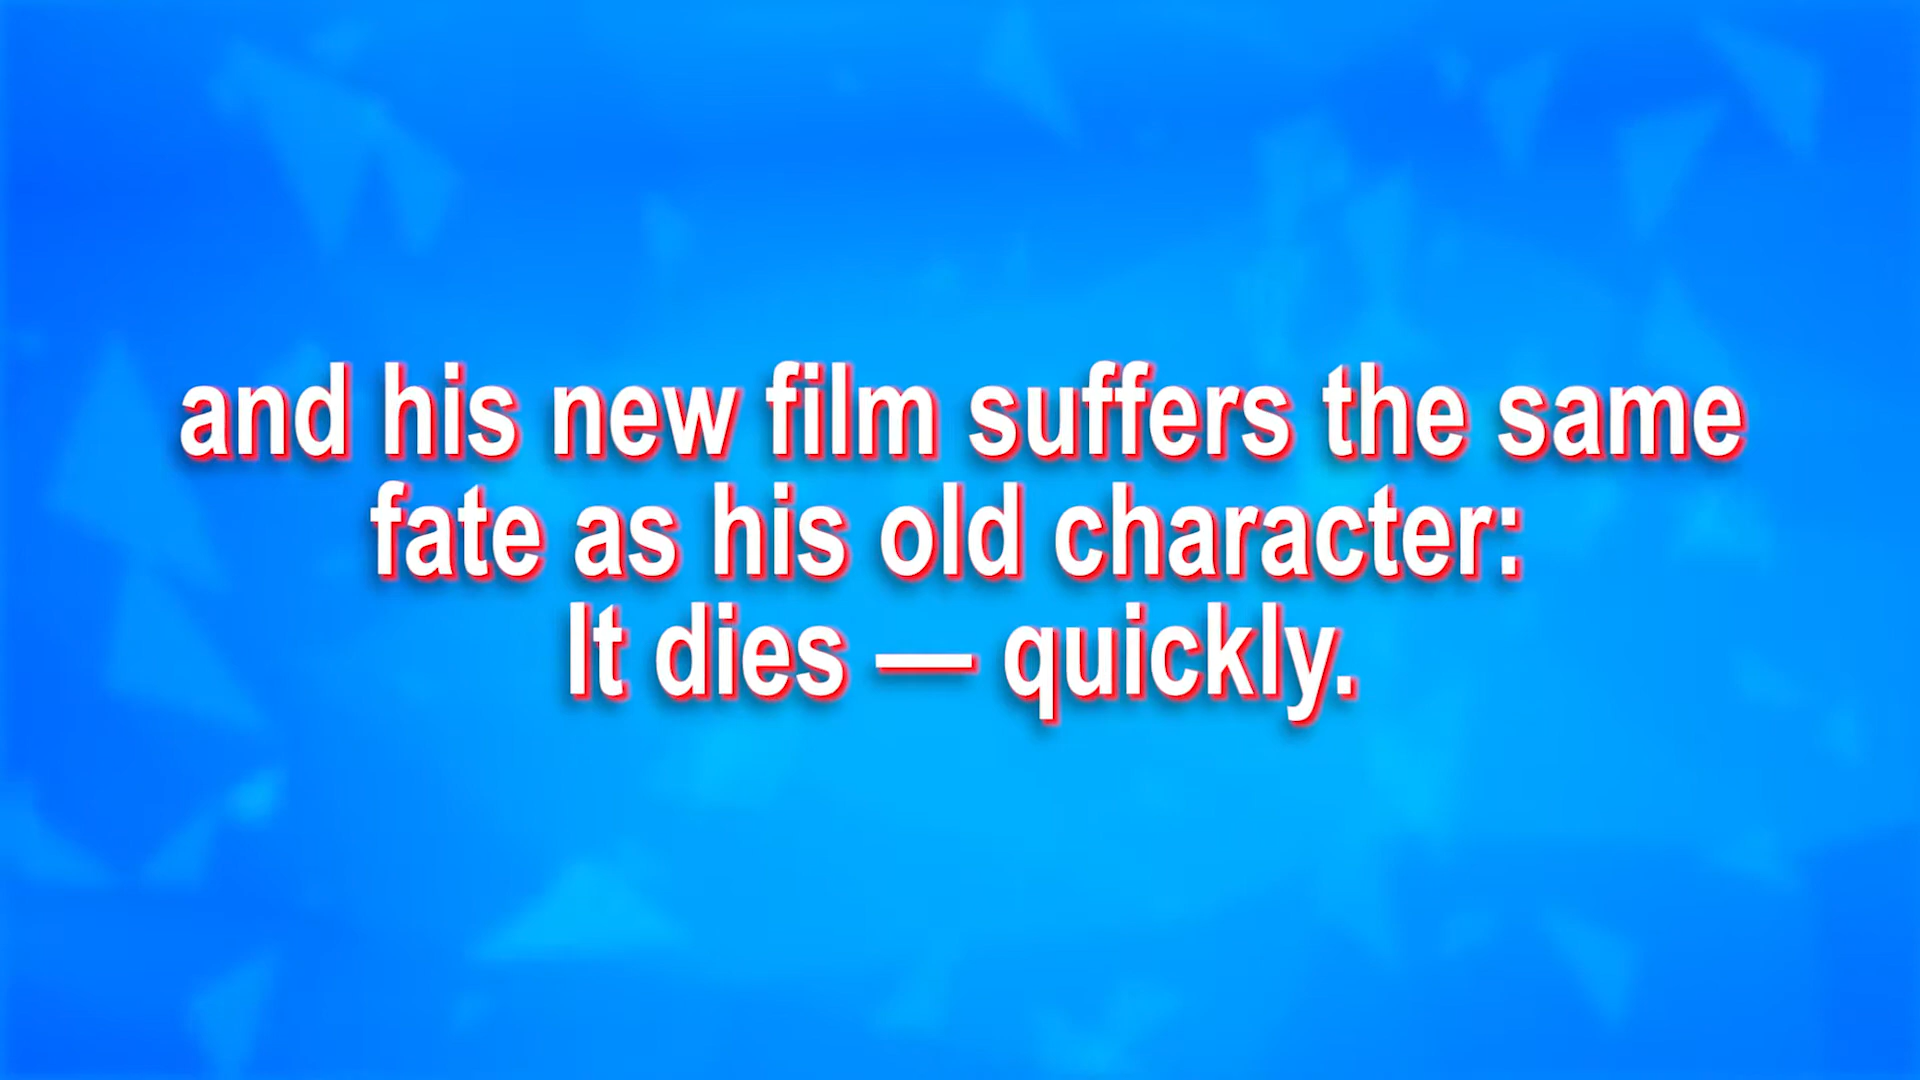 and his new film suffers the same
fate as his old character:
It dies — quickly.